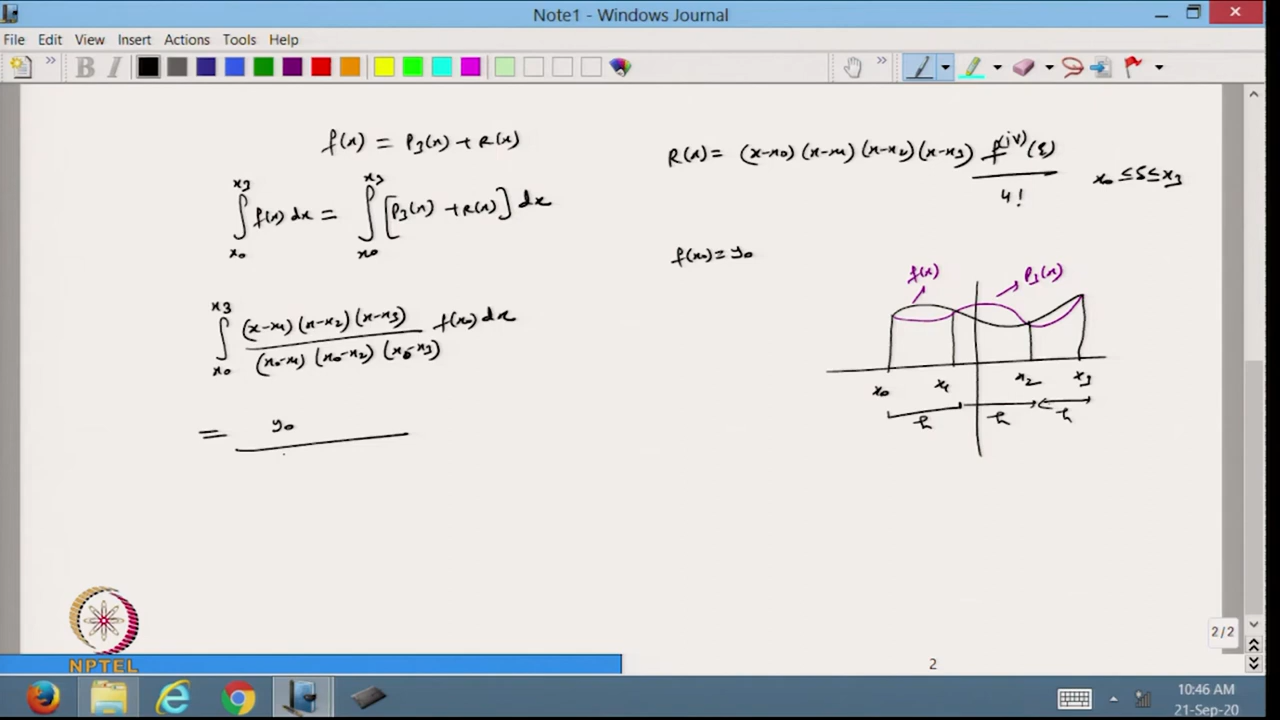 Note1 - Windows Journal
File Edit View Insert Actions Tools Help
f(x) = P3(x) + R(x)
R(x) = (x-x0) (x-x1) (x-x2) (x-x3) f^(iv)(ξ) / 4!
x0 ≤ ξ ≤ x3
∫_{x0}^{x3} f(x) dx = ∫_{x0}^{x3} [P3(x) + R(x)] dx
f(x0) = y0
f(x) P3(x)
∫_{x0}^{x3} (x-x1) (x-x2) (x-x3) / (x0-x1) (x0-x2) (x0-x3) f(x0) dx
x0 x1 x2 x3
h h h
= y0
2/2
NPTEL
2
10:46 AM
21-Sep-20